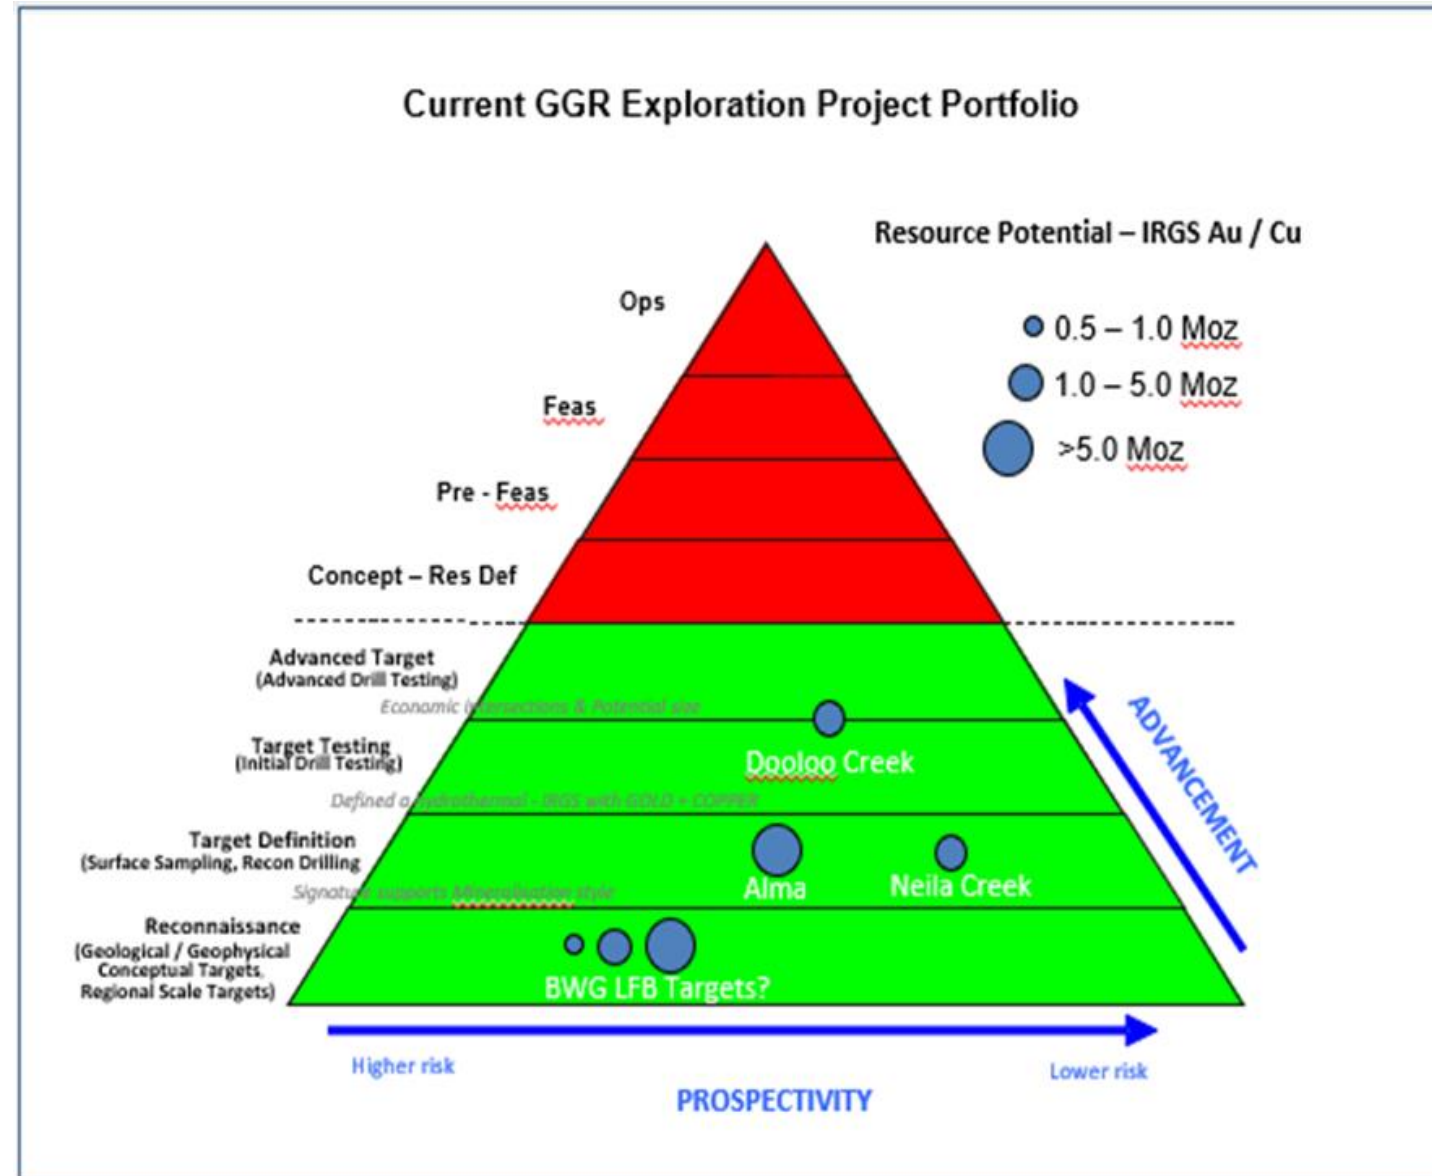 Current GGR Exploration Project Portfolio
Resource Potential – IRGS Au / Cu
0.5 – 1.0 Moz
1.0 – 5.0 Moz
>5.0 Moz
Ops
Feas
Pre - Feas
Concept – Res Def
Advanced Target
(Advanced Drill Testing)
Economic intersections & Potential size
Target Testing
(Initial Drill Testing)
Dooloo Creek
Defined a hydrothermal - IRGS with GOLD + COPPER
Target Definition
(Surface Sampling, Recon Drilling
Alma
Neila Creek
Signature supports Mineralisation style
Reconnaissance
(Geological / Geophysical
Conceptual Targets,
Regional Scale Targets)
BWG LFB Targets?
ADVANCEMENT
Higher risk
Lower risk
PROSPECTIVITY